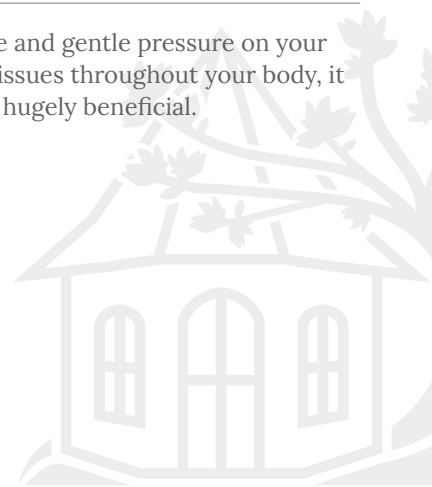 e and gentle pressure on your
issues throughout your body, it
hugely beneficial.